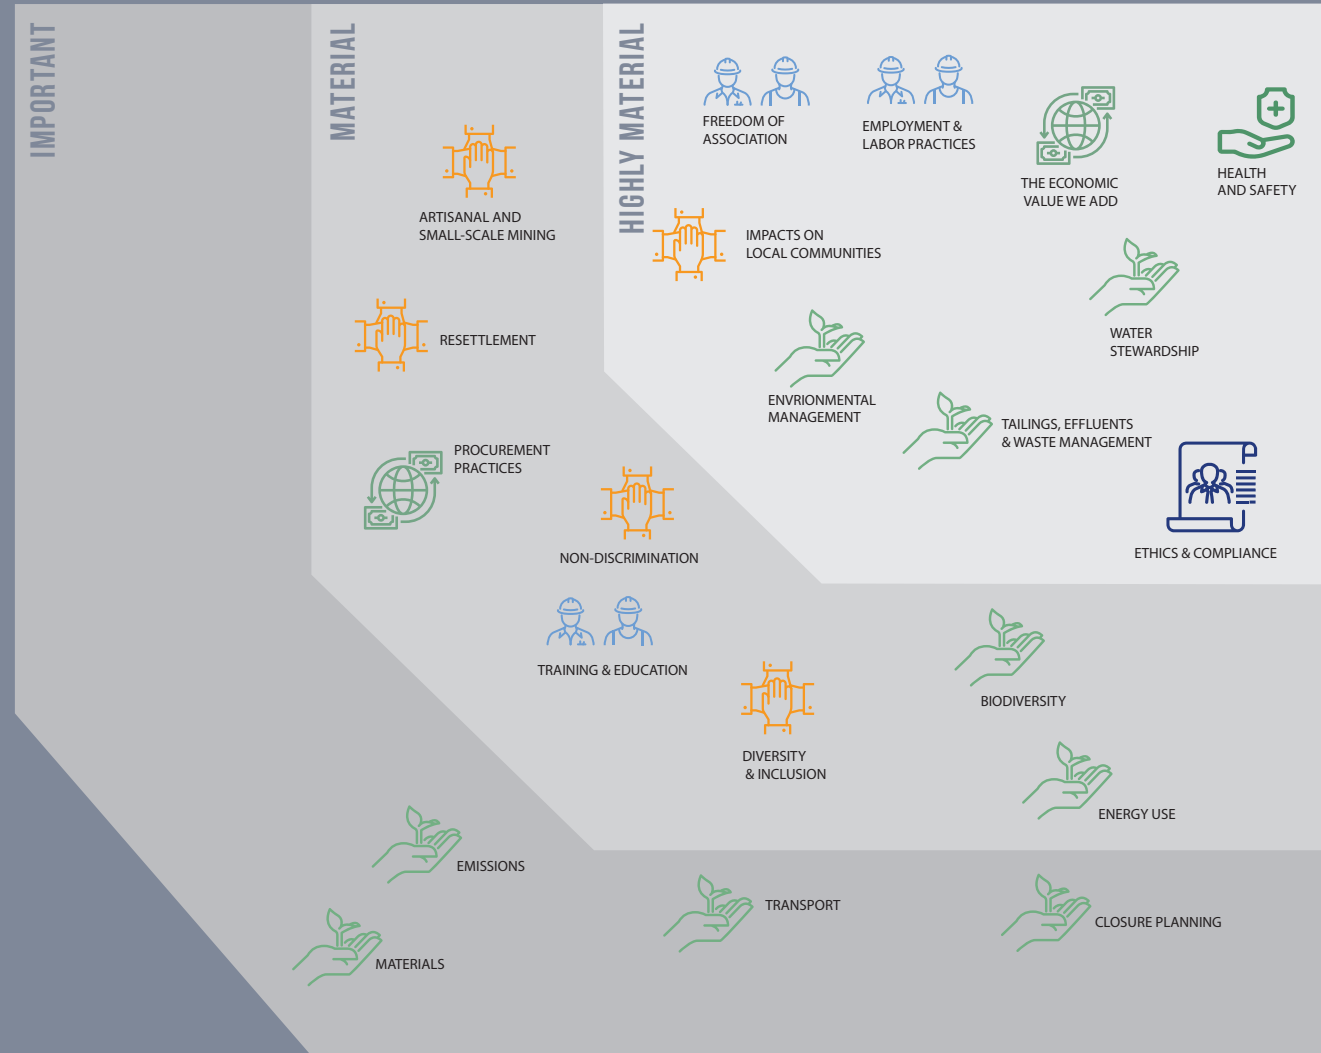 IMPORTANT
MATERIAL
HIGHLY MATERIAL
FREEDOM OF
ASSOCIATION
EMPLOYMENT &
LABOR PRACTICES
THE ECONOMIC
VALUE WE ADD
HEALTH
AND SAFETY
ARTISANAL AND
SMALL-SCALE MINING
IMPACTS ON
LOCAL COMMUNITIES
WATER
STEWARDSHIP
RESETTLEMENT
ENVRIONMENTAL
MANAGEMENT
TAILINGS, EFFLUENTS
& WASTE MANAGEMENT
PROCUREMENT
PRACTICES
NON-DISCRIMINATION
ETHICS & COMPLIANCE
TRAINING & EDUCATION
BIODIVERSITY
DIVERSITY
& INCLUSION
ENERGY USE
EMISSIONS
TRANSPORT
CLOSURE PLANNING
MATERIALS